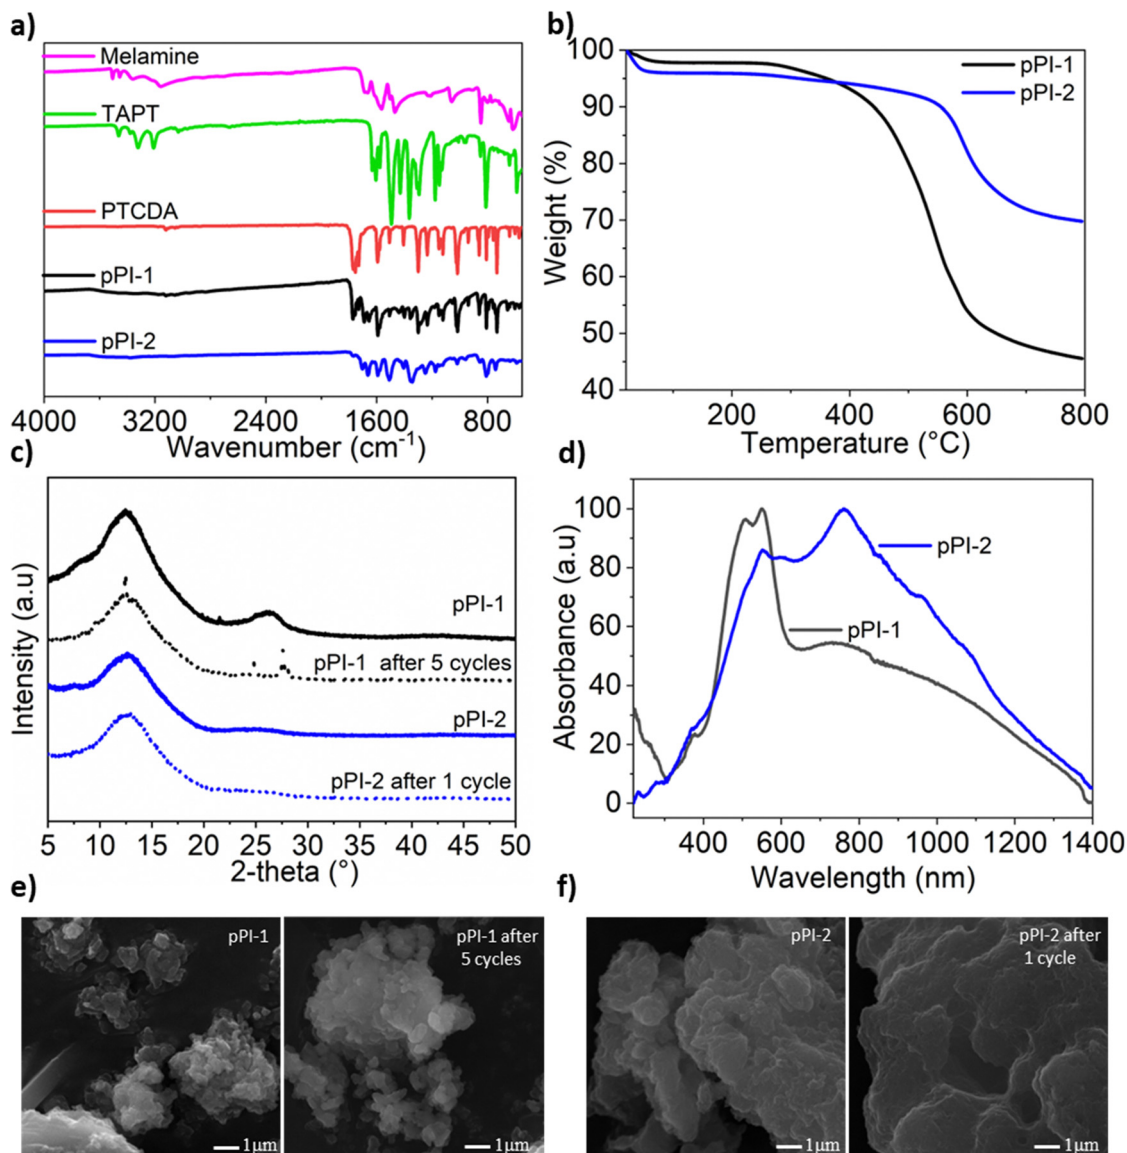 a)
Melamine
TAPT
PTCDA
pPI-1
pPI-2
4000 3200 2400 1600 800
Wavenumber (cm⁻¹)
b)
100
90
80
70
60
50
40
Weight (%)
pPI-1
pPI-2
200 400 600 800
Temperature (°C)
c)
Intensity (a.u)
pPI-1
pPI-1 after 5 cycles
pPI-2
pPI-2 after 1 cycle
5 10 15 20 25 30 35 40 45 50
2-theta (°)
d)
100
80
60
40
20
0
Absorbance (a.u)
pPI-2
pPI-1
400 600 800 1000 1200 1400
Wavelength (nm)
e)
pPI-1
1μm
pPI-1 after
5 cycles
1μm
f)
pPI-2
1μm
pPI-2 after
1 cycle
1μm